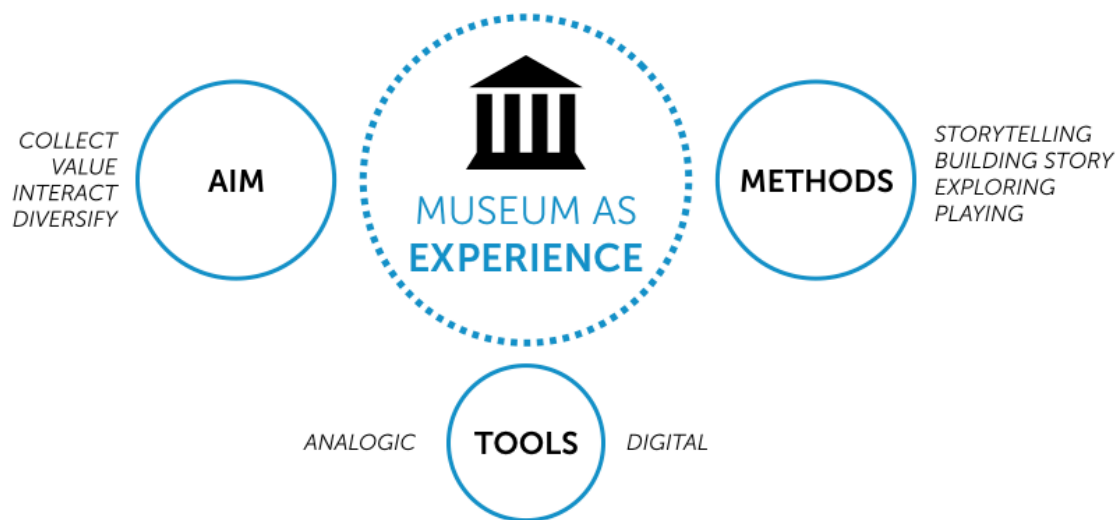 COLLECT
VALUE
INTERACT
DIVERSIFY
AIM
MUSEUM AS
EXPERIENCE
METHODS
STORYTELLING
BUILDING STORY
EXPLORING
PLAYING
ANALOGIC
TOOLS
DIGITAL